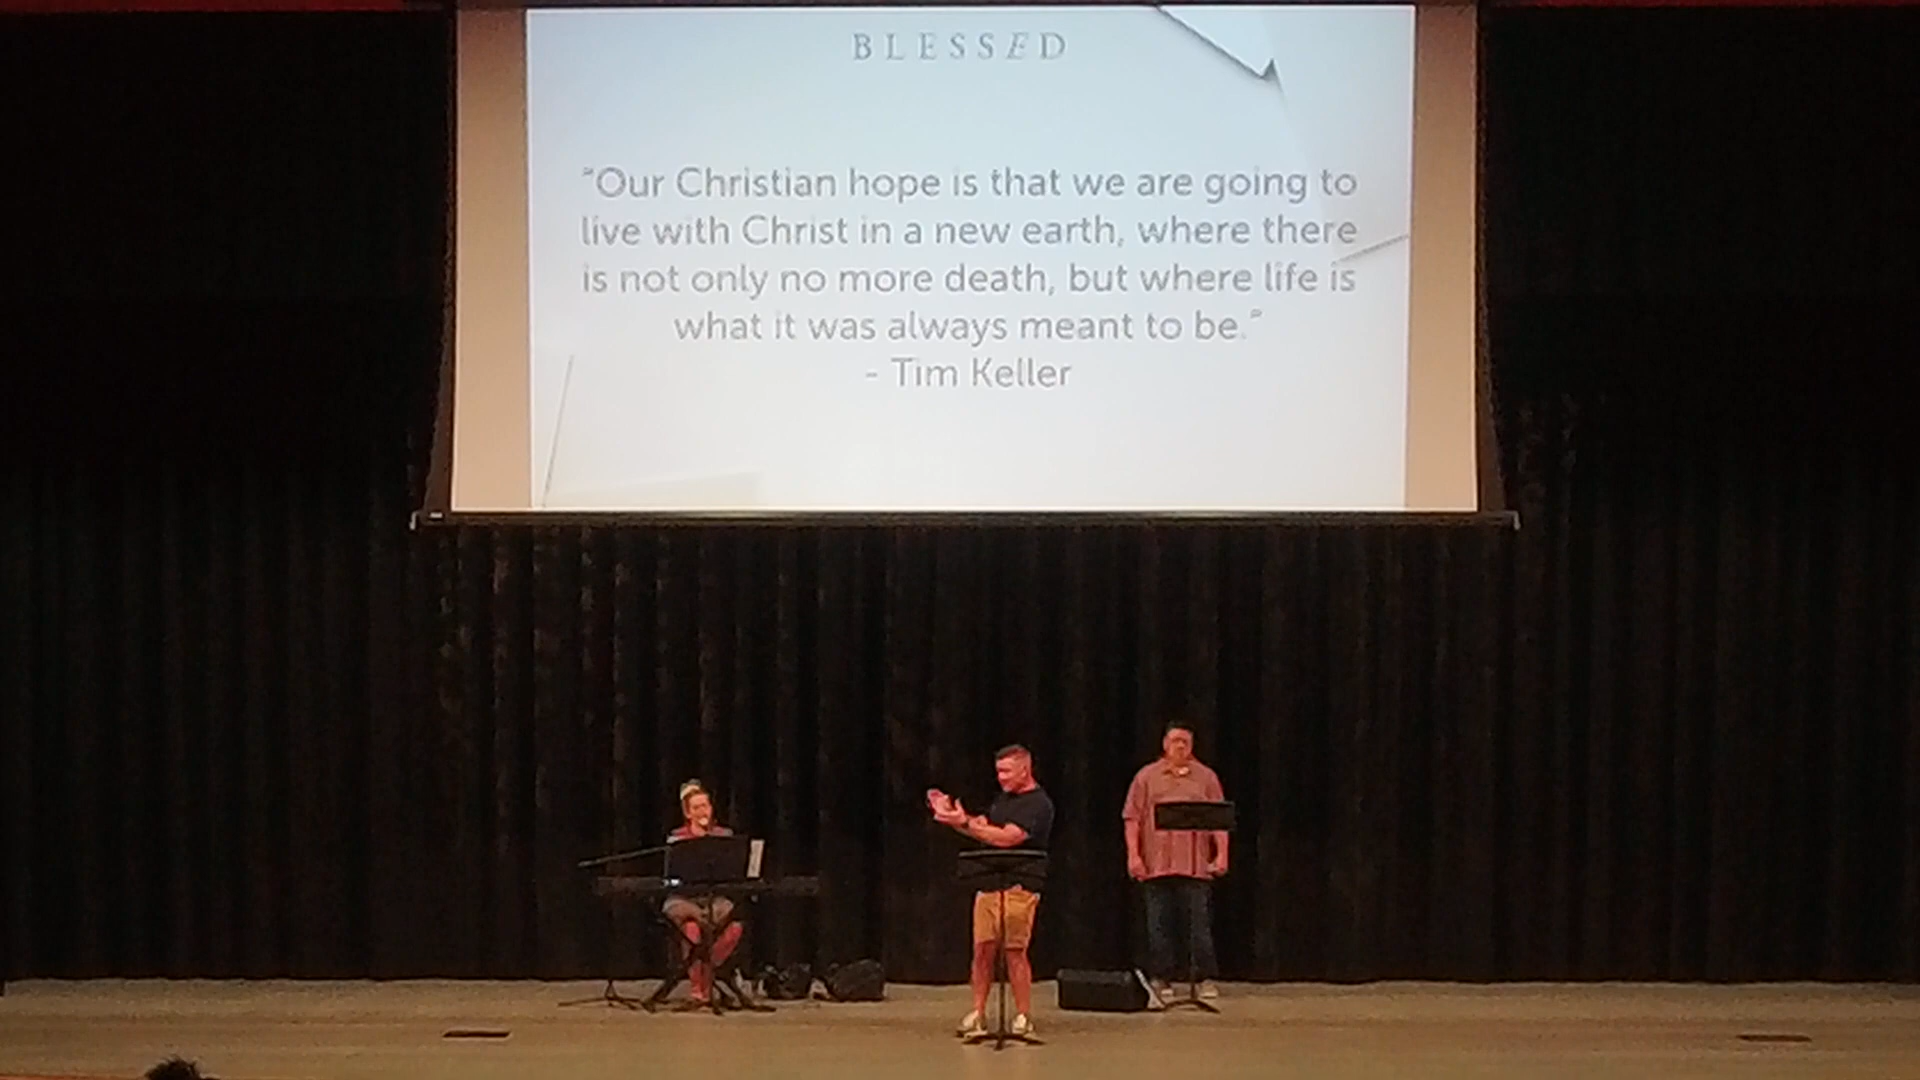 BLESSED
"Our Christian hope is that we are going to
live with Christ in a new earth, where there
is not only no more death, but where life is
what it was always meant to be."
- Tim Keller